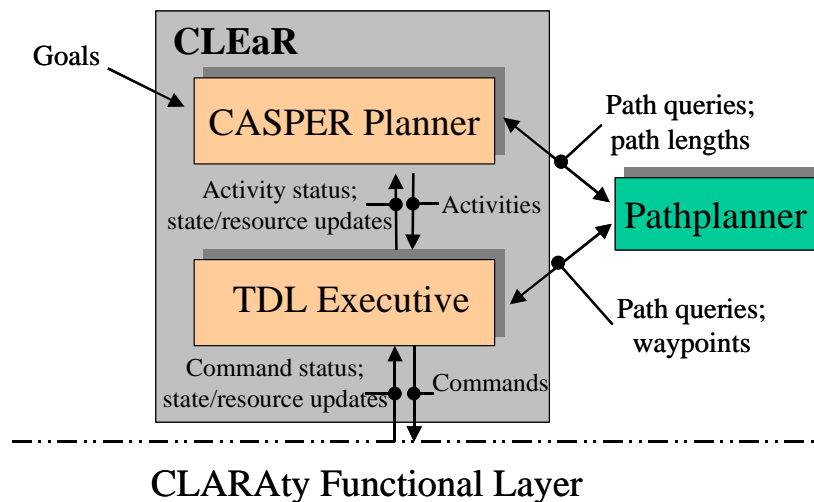 CLEaR
Goals
CASPER Planner
Path queries;
path lengths
Activity status;
state/resource updates
Activities
Pathplanner
TDL Executive
Path queries;
waypoints
Command status;
state/resource updates
Commands
CLARAty Functional Layer